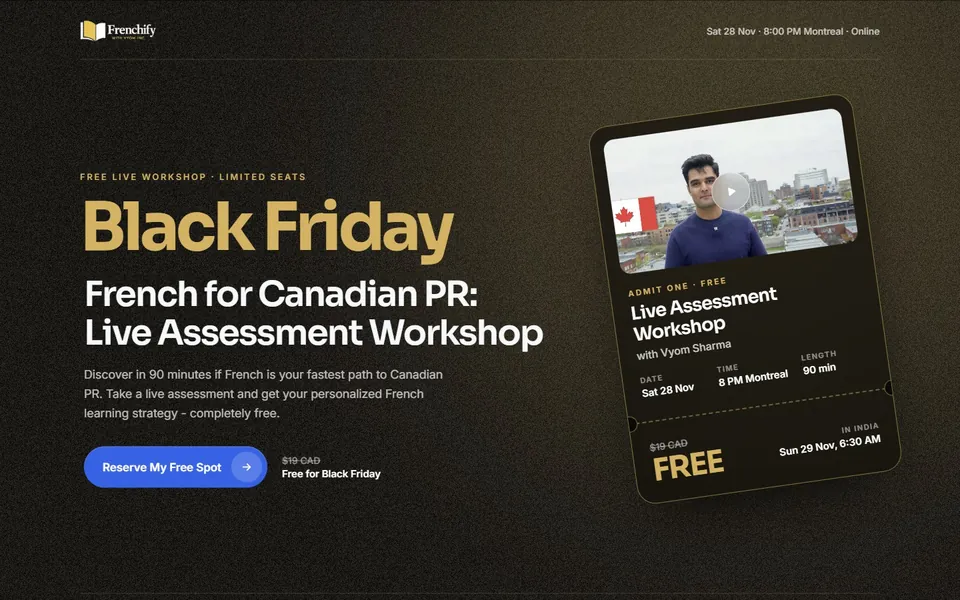 Frenchify
Sat 28 Nov · 8:00 PM Montreal · Online
FREE LIVE WORKSHOP · LIMITED SEATS
Black Friday
French for Canadian PR:
Live Assessment Workshop
Discover in 90 minutes if French is your fastest path to Canadian
PR. Take a live assessment and get your personalized French
learning strategy - completely free.
Reserve My Free Spot
$19 CAD
Free for Black Friday
ADMIT ONE · FREE
Live Assessment
Workshop
with Vyom Sharma
DATE
Sat 28 Nov
TIME
8 PM Montreal
LENGTH
90 min
$19 CAD
FREE
IN INDIA
Sun 29 Nov, 6:30 AM